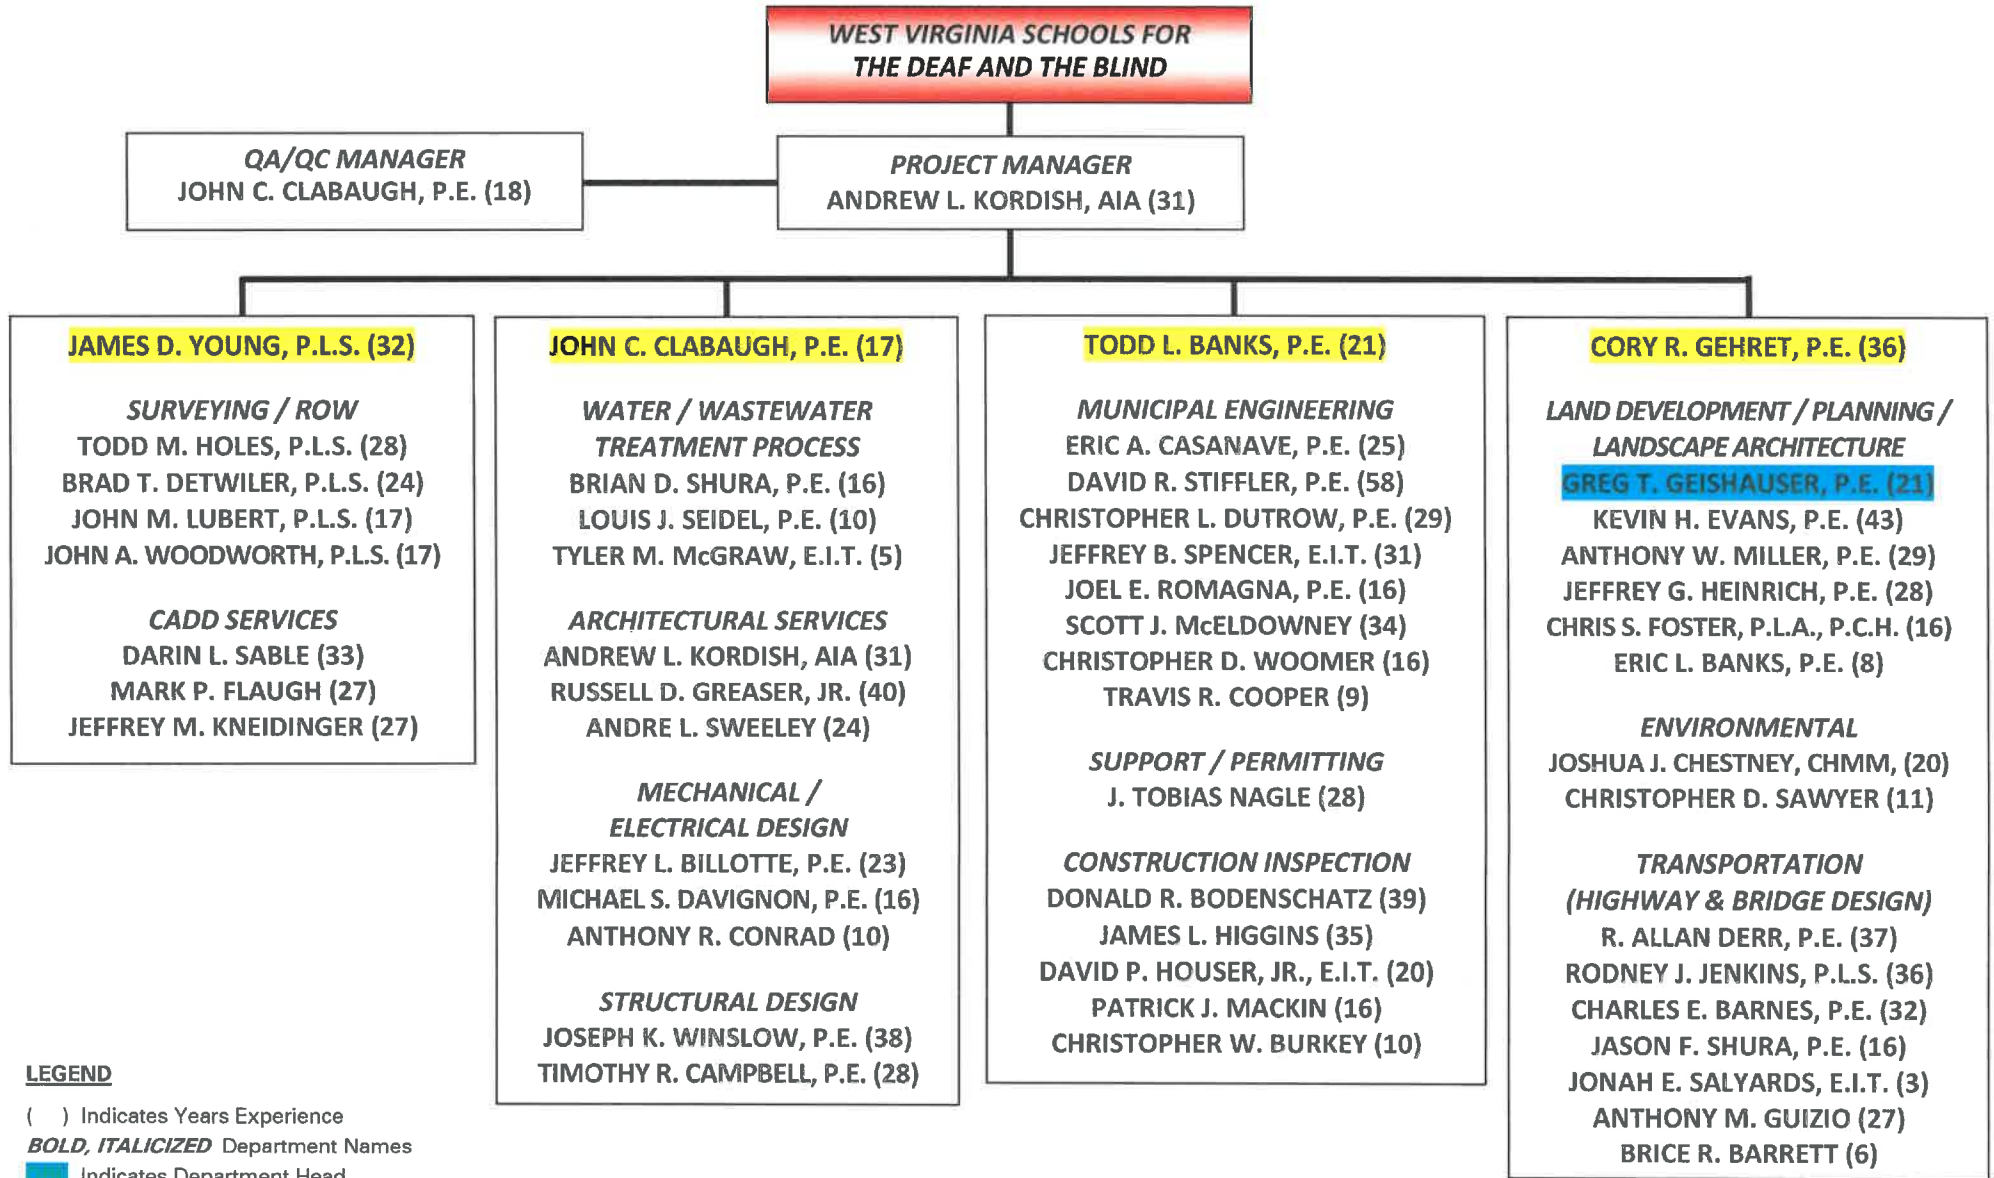 WEST VIRGINIA SCHOOLS FOR
THE DEAF AND THE BLIND
QA/QC MANAGER
JOHN C. CLABAUGH, P.E. (18)
PROJECT MANAGER
ANDREW L. KORDISH, AIA (31)
JAMES D. YOUNG, P.L.S. (32)
SURVEYING / ROW
TODD M. HOLES, P.L.S. (28)
BRAD T. DETWILER, P.L.S. (24)
JOHN M. LUBERT, P.L.S. (17)
JOHN A. WOODWORTH, P.L.S. (17)
CADD SERVICES
DARIN L. SABLE (33)
MARK P. FLAUGH (27)
JEFFREY M. KNEIDINGER (27)
JOHN C. CLABAUGH, P.E. (17)
WATER / WASTEWATER
TREATMENT PROCESS
BRIAN D. SHURA, P.E. (16)
LOUIS J. SEIDEL, P.E. (10)
TYLER M. McGRAW, E.I.T. (5)
ARCHITECTURAL SERVICES
ANDREW L. KORDISH, AIA (31)
RUSSELL D. GREASER, JR. (40)
ANDRE L. SWEELEY (24)
MECHANICAL /
ELECTRICAL DESIGN
JEFFREY L. BILLOTTE, P.E. (23)
MICHAEL S. DAVIGNON, P.E. (16)
ANTHONY R. CONRAD (10)
STRUCTURAL DESIGN
JOSEPH K. WINSLOW, P.E. (38)
TIMOTHY R. CAMPBELL, P.E. (28)
TODD L. BANKS, P.E. (21)
MUNICIPAL ENGINEERING
ERIC A. CASANAVE, P.E. (25)
DAVID R. STIFFLER, P.E. (58)
CHRISTOPHER L. DUTROW, P.E. (29)
JEFFREY B. SPENCER, E.I.T. (31)
JOEL E. ROMAGNA, P.E. (16)
SCOTT J. McELDOWNEY (34)
CHRISTOPHER D. WOOMER (16)
TRAVIS R. COOPER (9)
SUPPORT / PERMITTING
J. TOBIAS NAGLE (28)
CONSTRUCTION INSPECTION
DONALD R. BODENSCHATZ (39)
JAMES L. HIGGINS (35)
DAVID P. HOUSER, JR., E.I.T. (20)
PATRICK J. MACKIN (16)
CHRISTOPHER W. BURKEY (10)
CORY R. GEHRET, P.E. (36)
LAND DEVELOPMENT / PLANNING /
LANDSCAPE ARCHITECTURE
GREG T. GEISHAUSER, P.E. (21)
KEVIN H. EVANS, P.E. (43)
ANTHONY W. MILLER, P.E. (29)
JEFFREY G. HEINRICH, P.E. (28)
CHRIS S. FOSTER, P.L.A., P.C.H. (16)
ERIC L. BANKS, P.E. (8)
ENVIRONMENTAL
JOSHUA J. CHESTNEY, CHMM, (20)
CHRISTOPHER D. SAWYER (11)
TRANSPORTATION
(HIGHWAY & BRIDGE DESIGN)
R. ALLAN DERR, P.E. (37)
RODNEY J. JENKINS, P.L.S. (36)
CHARLES E. BARNES, P.E. (32)
JASON F. SHURA, P.E. (16)
JONAH E. SALYARDS, E.I.T. (3)
ANTHONY M. GUIZIO (27)
BRICE R. BARRETT (6)
LEGEND
( ) Indicates Years Experience
BOLD, ITALICIZED Department Names
Indicates Department Head